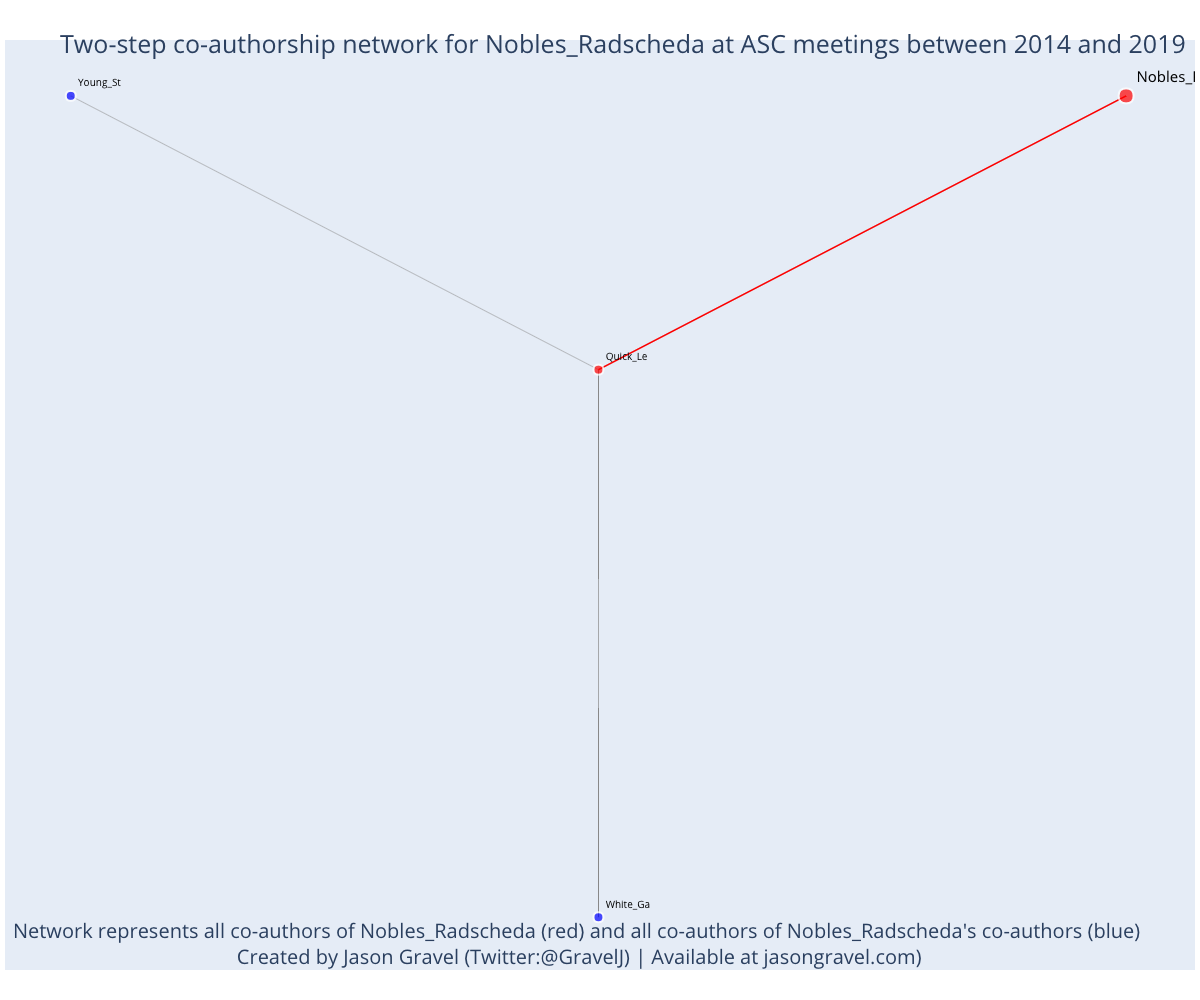 Two-step co-authorship network for Nobles_Radscheda at ASC meetings between 2014 and 2019
Young_St
Nobles_
Quick_Le
White_Ga
Network represents all co-authors of Nobles_Radscheda (red) and all co-authors of Nobles_Radscheda's co-authors (blue)
Created by Jason Gravel (Twitter:@GravelJ) | Available at jasongravel.com)